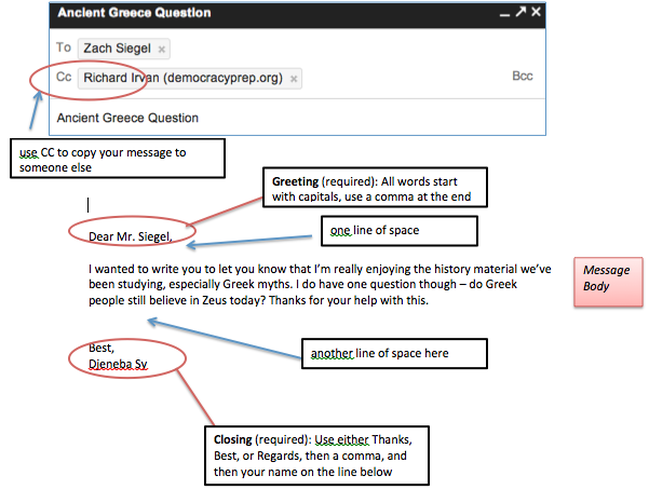 Ancient Greece Question
To Zach Siegel ×
Cc Richard Irvan (democracyprep.org) × Bcc
Ancient Greece Question
use CC to copy your message to
someone else
Greeting (required): All words start
with capitals, use a comma at the end
Dear Mr. Siegel,
one line of space
I wanted to write you to let you know that I'm really enjoying the history material we've
been studying, especially Greek myths. I do have one question though – do Greek
people still believe in Zeus today? Thanks for your help with this.
Message
Body
another line of space here
Best,
Djeneba Sy
Closing (required): Use either Thanks,
Best, or Regards, then a comma, and
then your name on the line below